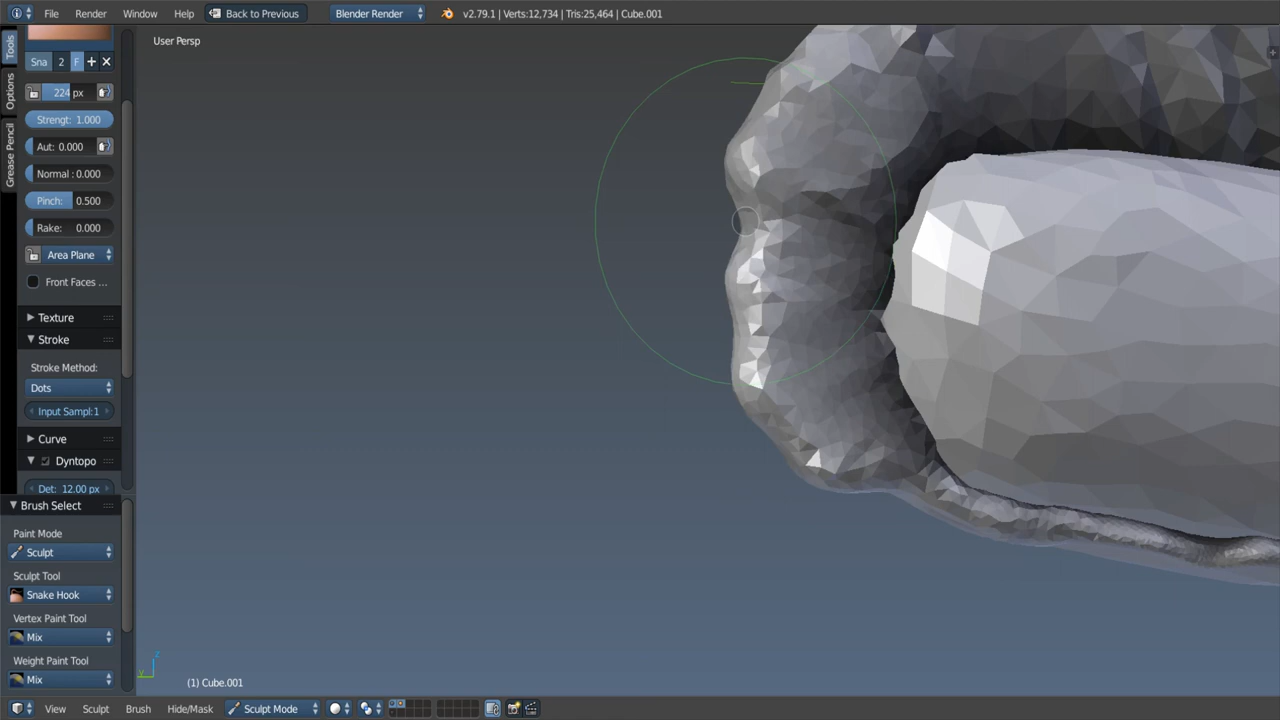 File Render Window Help Back to Previous Blender Render v2.79.1 | Verts:12,734 | Tris:25,464 | Cube.001
Tools
Options
Grease Pencil
Sna 2 F
224 px
Strengt: 1.000
Aut: 0.000
Normal : 0.000
Pinch: 0.500
Rake: 0.000
Area Plane
Front Faces ...
Texture
Stroke
Stroke Method:
Dots
Input Sampl:1
Curve
Dyntopo
Det: 12.00 px
Brush Select
Paint Mode
Sculpt
Sculpt Tool
Snake Hook
Vertex Paint Tool
Mix
Weight Paint Tool
Mix
User Persp
z
y
(1) Cube.001
View Sculpt Brush Hide/Mask Sculpt Mode